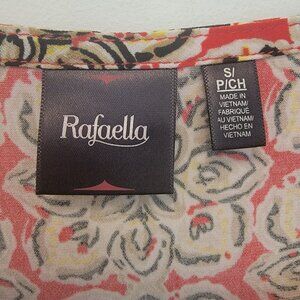 Rafaella
S/
P/CH
MADE IN
VIETNAM/
FABRIQUÉ
AU VIETNAM/
HECHO EN
VIETNAM